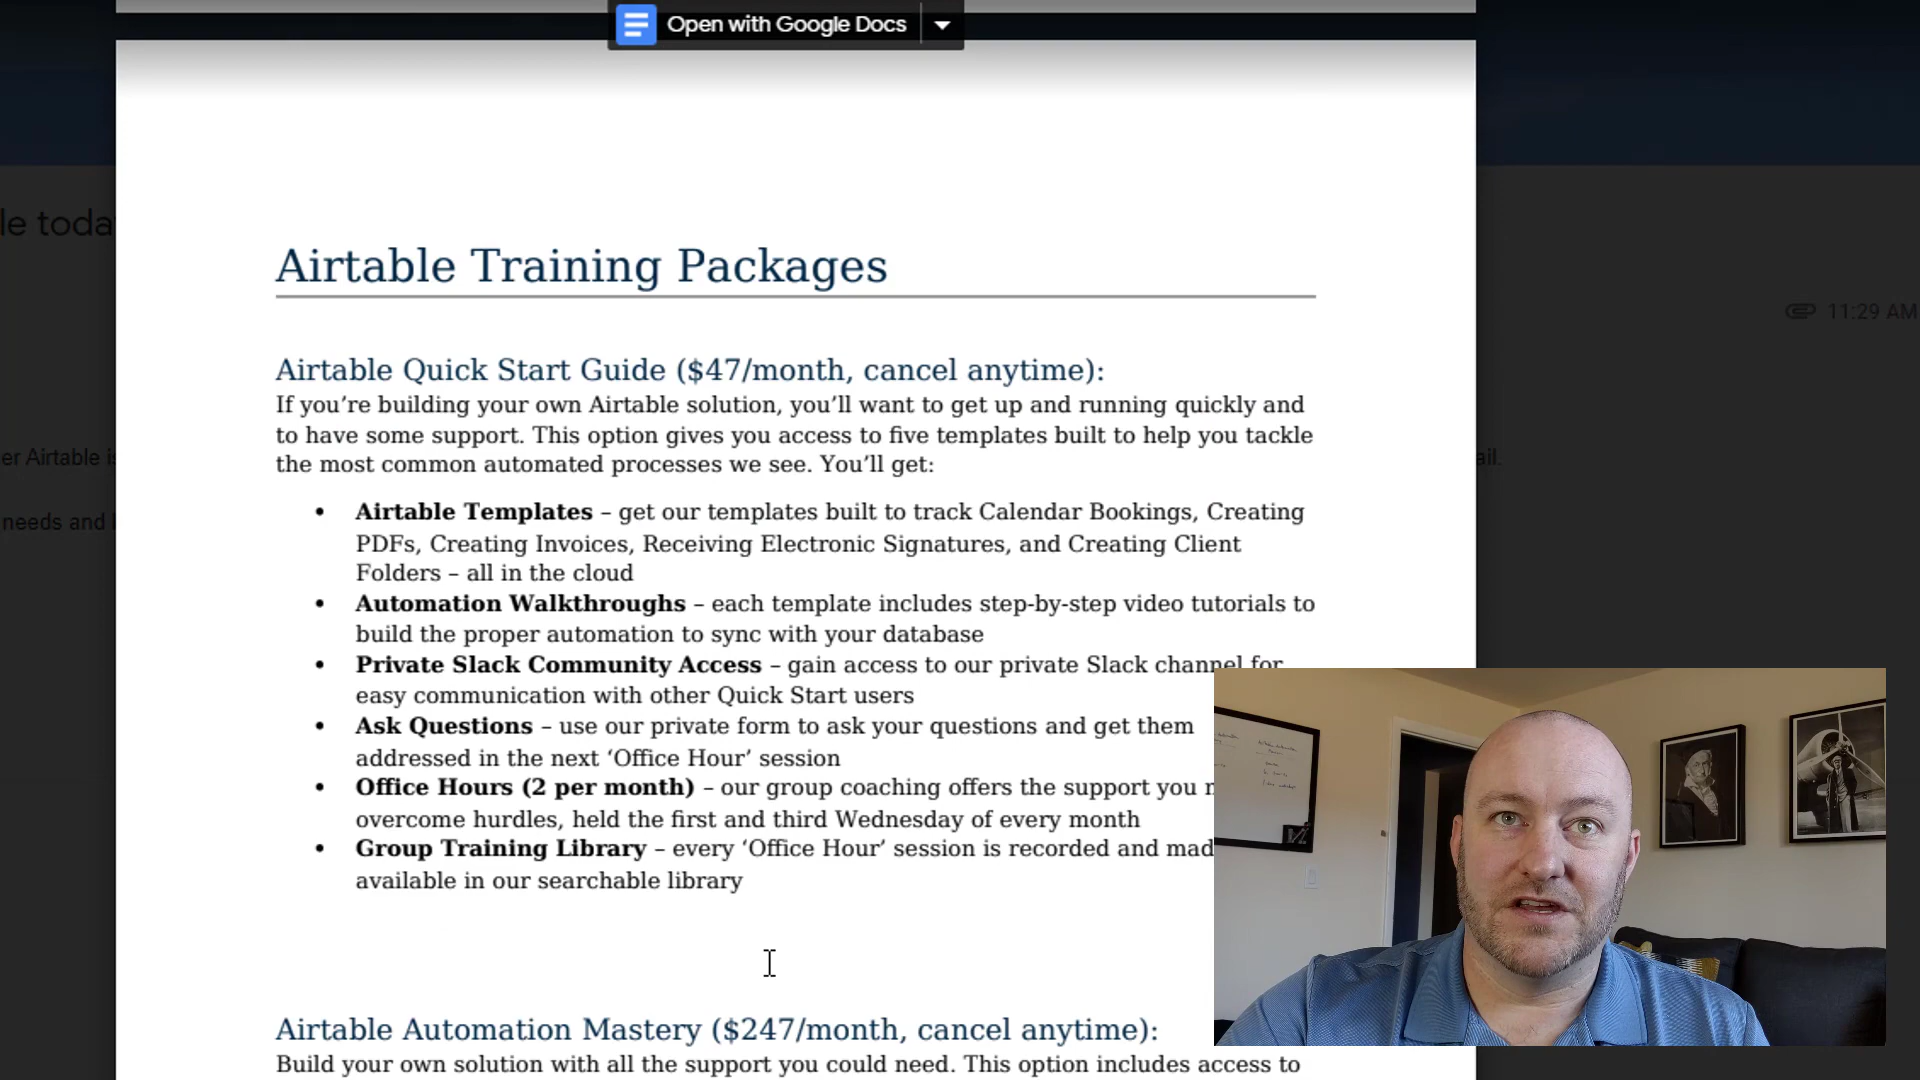 Open with Google Docs
le toda
11:29 AM
Airtable Training Packages
Airtable Quick Start Guide ($47/month, cancel anytime):
If you’re building your own Airtable solution, you’ll want to get up and running quickly and
to have some support. This option gives you access to five templates built to help you tackle
the most common automated processes we see. You’ll get:
er Airtable is
ail.
needs and
• Airtable Templates – get our templates built to track Calendar Bookings, Creating
PDFs, Creating Invoices, Receiving Electronic Signatures, and Creating Client
Folders – all in the cloud
• Automation Walkthroughs – each template includes step-by-step video tutorials to
build the proper automation to sync with your database
• Private Slack Community Access – gain access to our private Slack channel for
easy communication with other Quick Start users
• Ask Questions – use our private form to ask your questions and get them
addressed in the next ‘Office Hour’ session
• Office Hours (2 per month) – our group coaching offers the support you
overcome hurdles, held the first and third Wednesday of every month
• Group Training Library – every ‘Office Hour’ session is recorded and mad
available in our searchable library
Airtable Automation Mastery ($247/month, cancel anytime):
Build your own solution with all the support you could need. This option includes access to